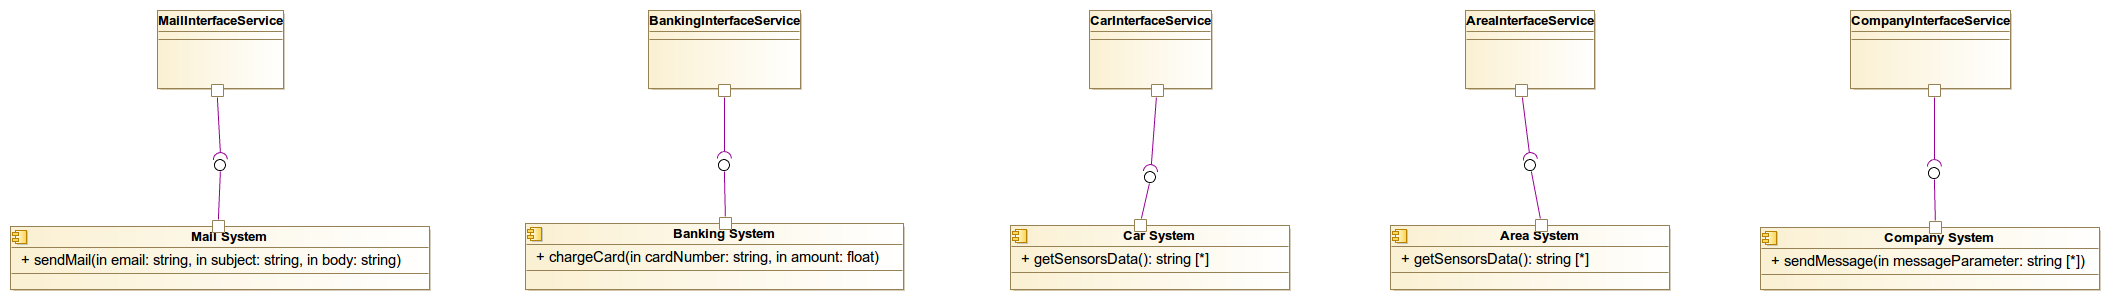 MailInterfaceService
BankingInterfaceService
CarInterfaceService
AreaInterfaceService
CompanyInterfaceService
Mail System
+ sendMail(in email: string, in subject: string, in body: string)
Banking System
+ chargeCard(in cardNumber: string, in amount: float)
Car System
+ getSensorsData(): string [*]
Area System
+ getSensorsData(): string [*]
Company System
+ sendMessage(in messageParameter: string [*])